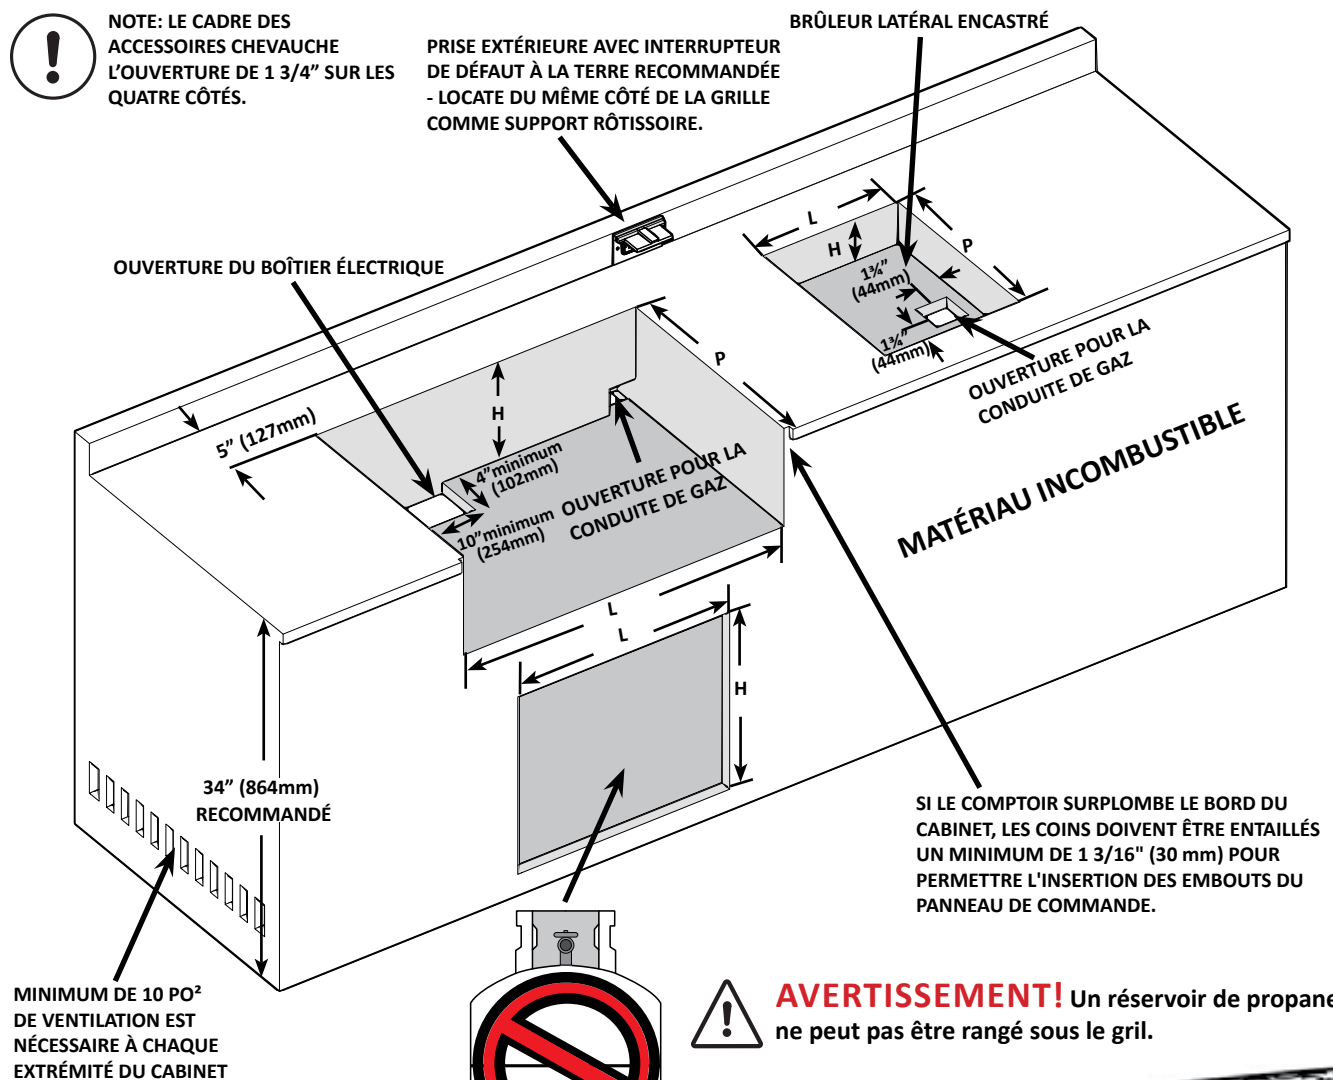 NOTE: LE CADRE DES
ACCESSOIRES CHEVAUCHE
L'OUVERTURE DE 1 3/4” SUR LES
QUATRE CÔTÉS.
PRISE EXTÉRIEURE AVEC INTERRUPTEUR
DE DÉFAUT À LA TERRE RECOMMANDÉE
- LOCATE DU MÊME CÔTÉ DE LA GRILLE
COMME SUPPORT RÔTISSOIRE.
BRÛLEUR LATÉRAL ENCASTRÉ
OUVERTURE DU BOÎTIER ÉLECTRIQUE
L
P
H
1¾”
(44mm)
1¾”
(44mm)
OUVERTURE POUR LA
CONDUITE DE GAZ
5” (127mm)
H
P
4”minimum
(102mm)
10”minimum
(254mm)
OUVERTURE POUR LA
CONDUITE DE GAZ
MATÉRIAU INCOMBUSTIBLE
L
L
H
34” (864mm)
RECOMMANDÉ
SI LE COMPTOIR SURPLOMBE LE BORD DU
CABINET, LES COINS DOIVENT ÊTRE ENTAILLÉS
UN MINIMUM DE 1 3/16" (30 mm) POUR
PERMETTRE L'INSERTION DES EMBOUTS DU
PANNEAU DE COMMANDE.
MINIMUM DE 10 PO²
DE VENTILATION EST
NÉCESSAIRE À CHAQUE
EXTRÉMITÉ DU CABINET
AVERTISSEMENT! Un réservoir de propane
ne peut pas être rangé sous le gril.